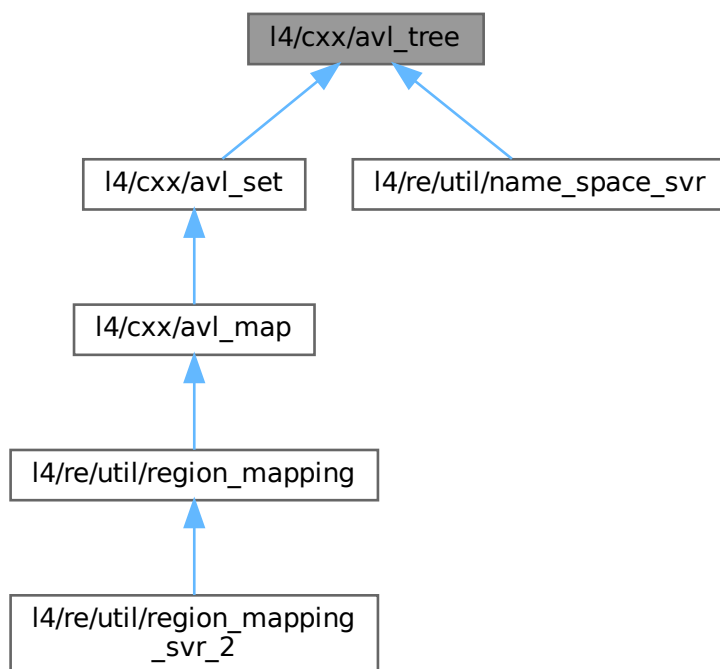 l4/cxx/avl_tree
l4/cxx/avl_set
l4/re/util/name_space_svr
l4/cxx/avl_map
l4/re/util/region_mapping
l4/re/util/region_mapping
_svr_2